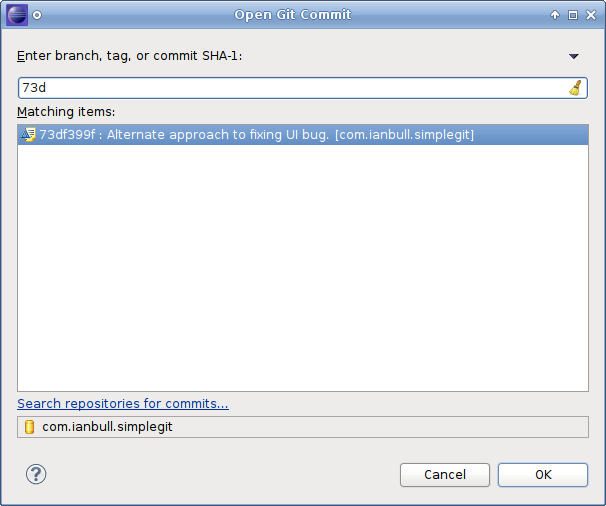 Open Git Commit
Enter branch, tag, or commit SHA-1:
73d
Matching items:
73df399f : Alternate approach to fixing UI bug. [com.ianbull.simplegit]
Search repositories for commits...
com.ianbull.simplegit
?
Cancel
OK